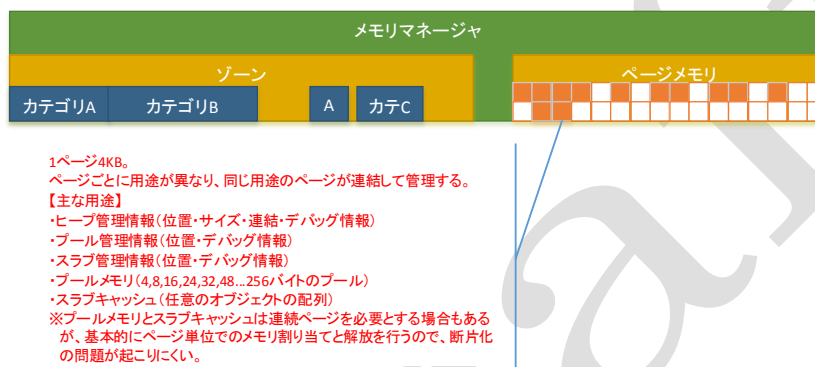 メモリマネージャ
ゾーン
ページメモリ
カテゴリA
カテゴリB
A
カテC
1ページ4KB。
ページごとに用途が異なり、同じ用途のページが連結して管理する。
【主な用途】
・ヒープ管理情報(位置・サイズ・連結・デバッグ情報)
・プール管理情報(位置・デバッグ情報)
・スラブ管理情報(位置・デバッグ情報)
・プールメモリ(4,8,16,24,32,48...256バイトのプール)
・スラブキャッシュ(任意のオブジェクトの配列)
※プールメモリとスラブキャッシュは連続ページを必要とする場合もある
が、基本的にページ単位でのメモリ割り当てと解放を行うので、断片化
の問題が起こりにくい。